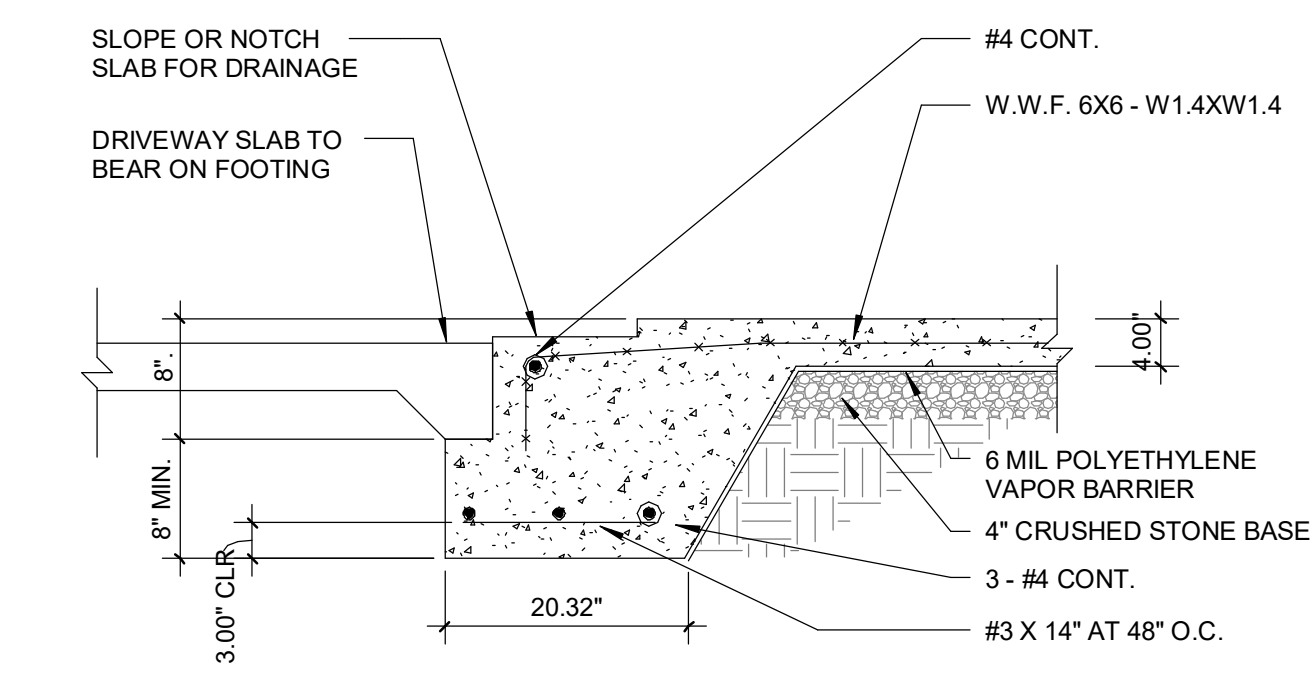 SLOPE OR NOTCH
SLAB FOR DRAINAGE
DRIVEWAY SLAB TO
BEAR ON FOOTING
#4 CONT.
W.W.F. 6X6 - W1.4XW1.4
8".
4.00"
8" MIN.
3.00" CLR
20.32"
6 MIL POLYETHYLENE
VAPOR BARRIER
4" CRUSHED STONE BASE
3 - #4 CONT.
#3 X 14" AT 48" O.C.